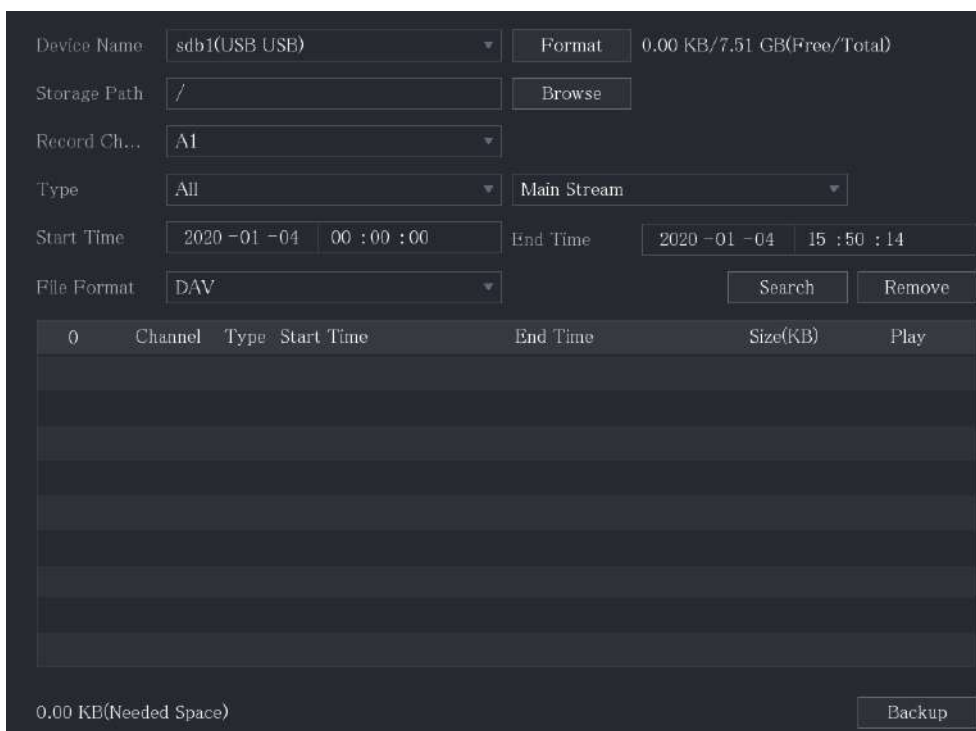 Device Name sdb1(USB USB) Format 0.00 KB/7.51 GB(Free/Total)
Storage Path / Browse
Record Ch... A1
Type All Main Stream
Start Time 2020 -01 -04 00 :00 :00 End Time 2020 -01 -04 15 :50 :14
File Format DAV Search Remove
0 Channel Type Start Time End Time Size(KB) Play
0.00 KB(Needed Space) Backup